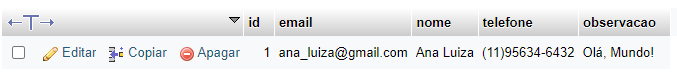 id email nome telefone observacao
Editar Copiar Apagar 1 ana_luiza@gmail.com Ana Luiza (11)95634-6432 Olá, Mundo!